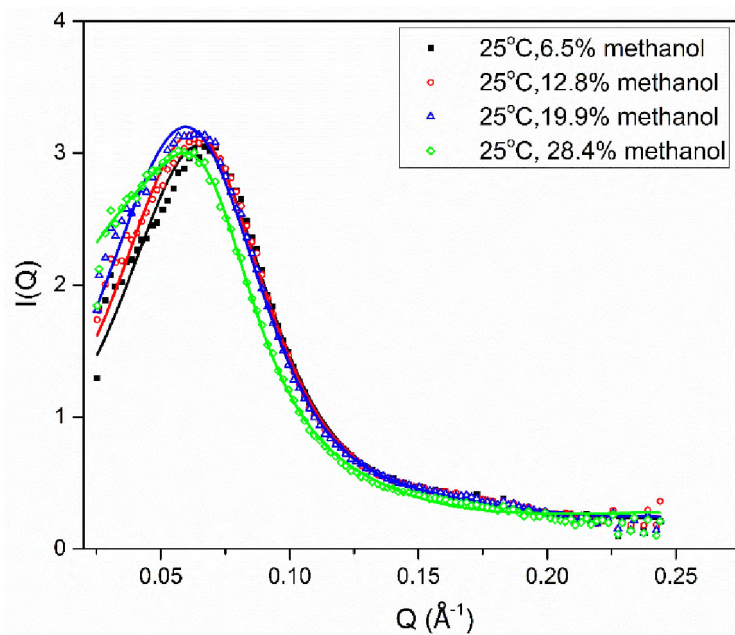 4
3
2
1
0
I(Q)
25°C,6.5% methanol
25°C,12.8% methanol
25°C,19.9% methanol
25°C, 28.4% methanol
0.05 0.10 0.15 0.20 0.25
Q (Å⁻¹)